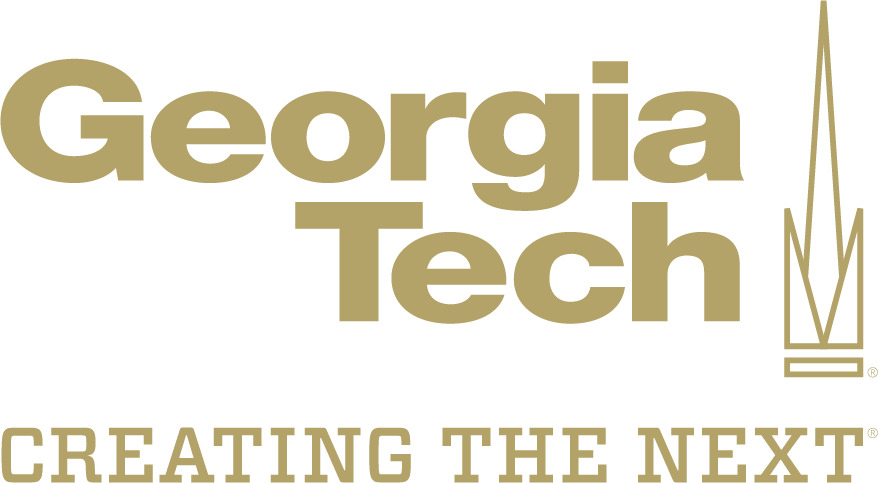 Georgia
Tech
®
CREATING THE NEXT®